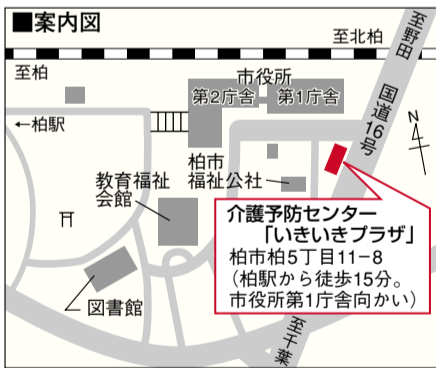 ■案内図
至北柏
至野田
至柏
市役所
第2庁舎
第1庁舎
国道16号
←柏駅
N
柏市
福祉公社
教育福祉
会館
図書館
介護予防センター
「いきいきプラザ」
柏市柏5丁目11−8
(柏駅から徒歩15分。
市役所第1庁舎向かい)
至千葉